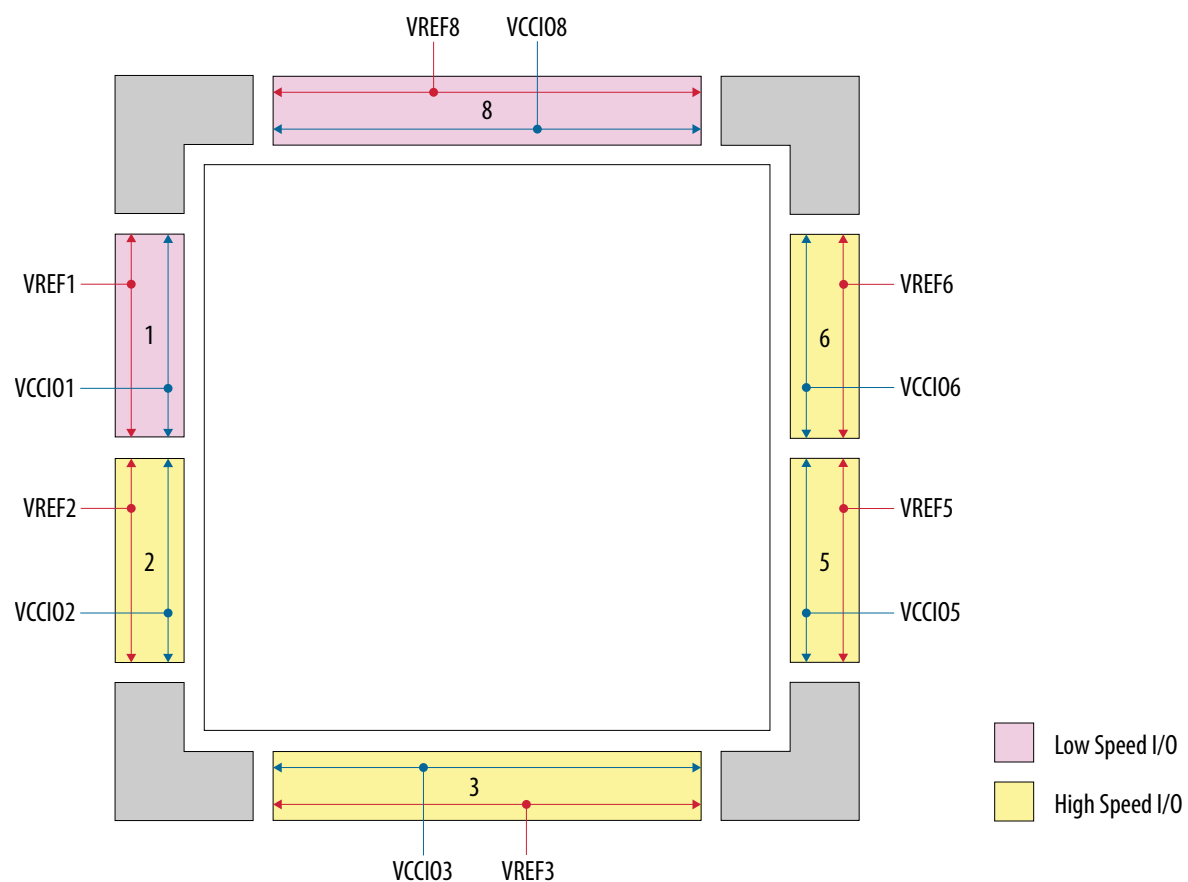 VREF8 VCCIO8
8
VREF1
1
VCCIO1
VREF6
6
VCCIO6
VREF2
2
VCCIO2
VREF5
5
VCCIO5
Low Speed I/O
High Speed I/O
3
VCCIO3 VREF3